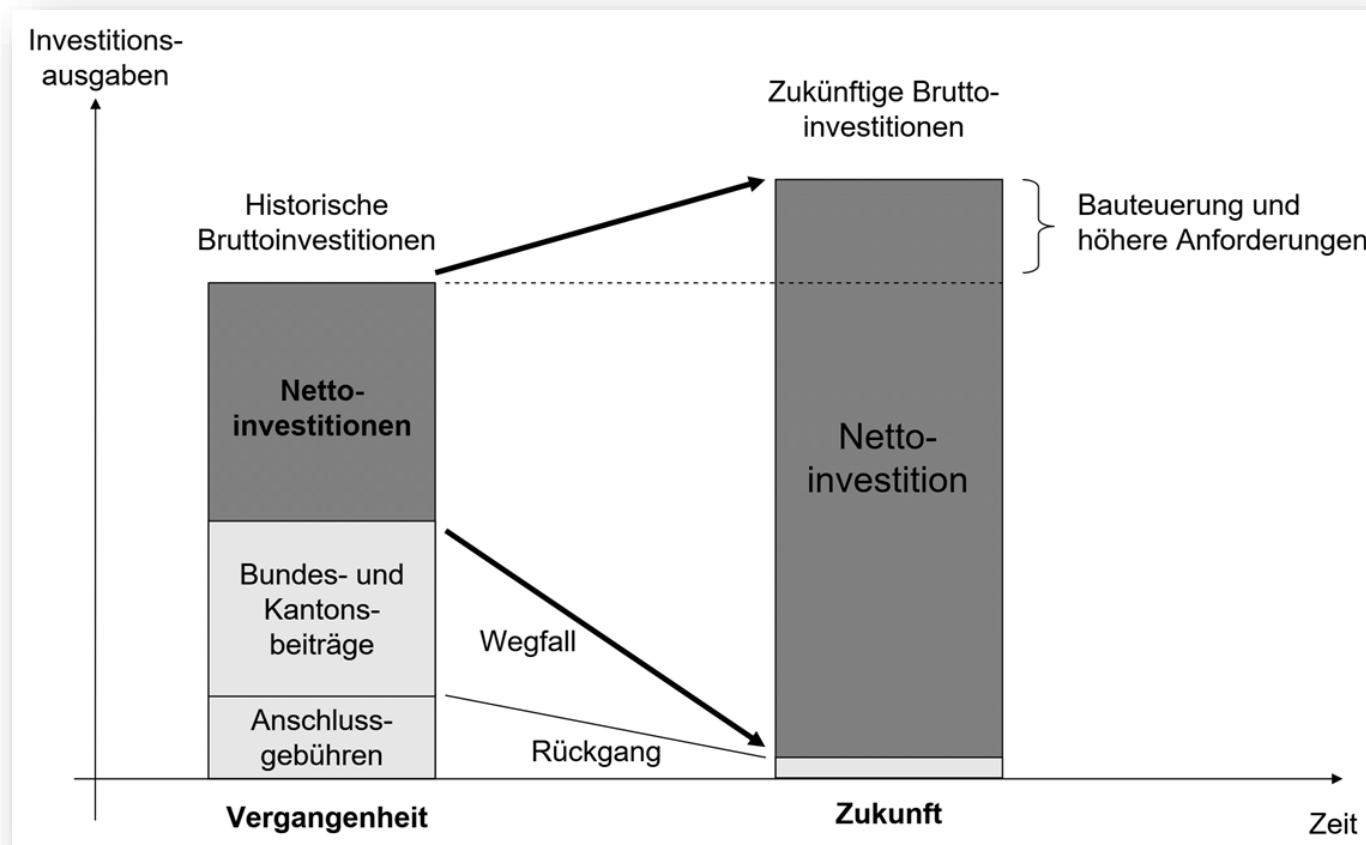 Investitions-
ausgaben
Zukünftige Brutto-
investitionen
Historische
Bruttoinvestitionen
Bauteuerung und
höhere Anforderungen
Netto-
investitionen
Netto-
investition
Bundes- und
Kantons-
beiträge
Wegfall
Anschluss-
gebühren
Rückgang
Vergangenheit
Zukunft
Zeit